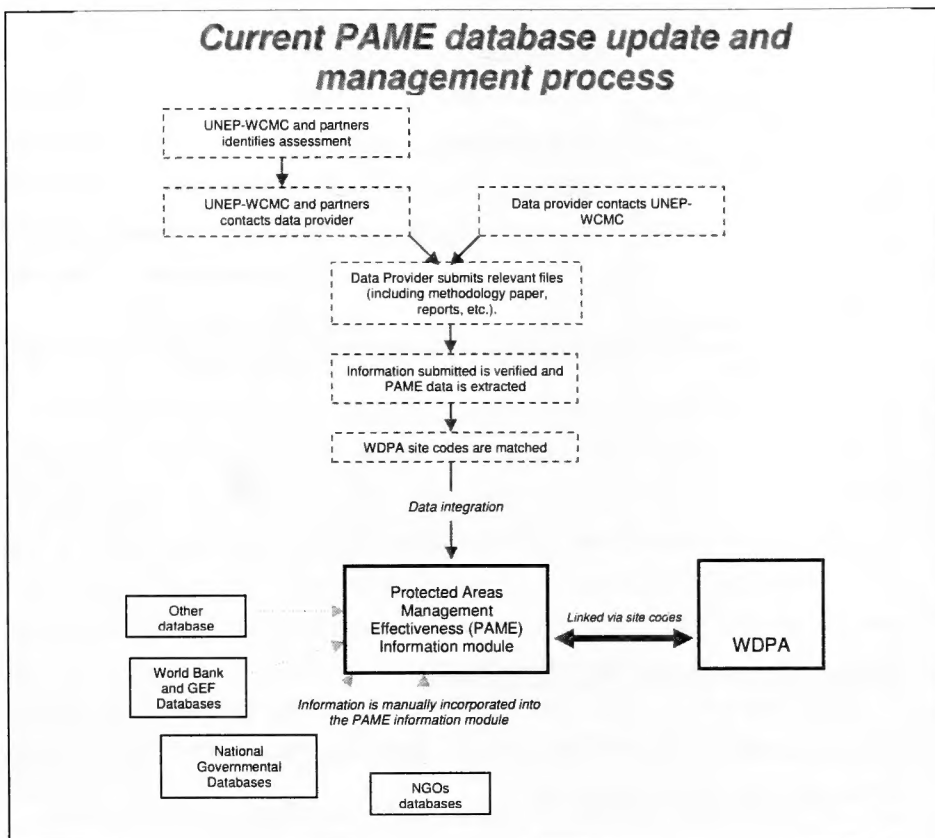 Current PAME database update and
management process
UNEP-WCMC and partners
identifies assessment
UNEP-WCMC and partners
contacts data provider
Data provider contacts UNEP-
WCMC
Data Provider submits relevant files
(including methodology paper,
reports, etc.).
Information submitted is verified and
PAME data is extracted
WDPA site codes are matched
Data integration
Protected Areas
Management
Effectiveness (PAME)
Information module
Linked via site codes
WDPA
Other
database
World Bank
and GEF
Databases
Information is manually incorporated into
the PAME information module
National
Governmental
Databases
NGOs
databases